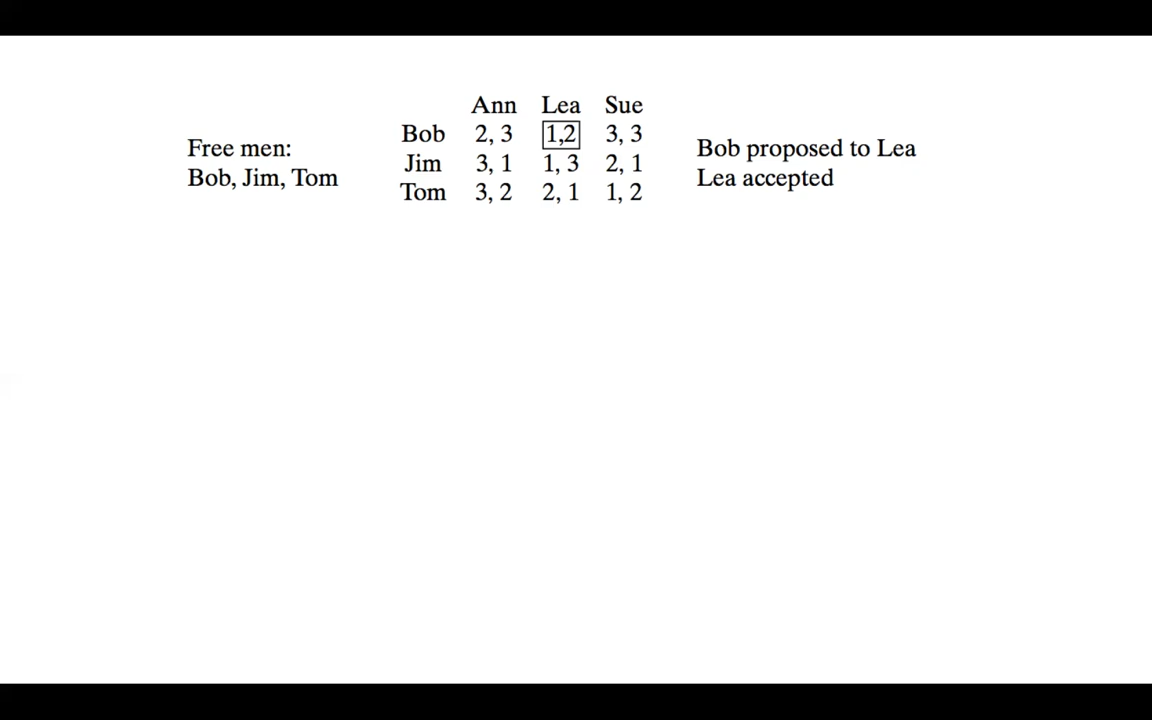 Free men:
Bob, Jim, Tom
Ann Lea Sue
Bob 2, 3 1,2 3, 3
Jim 3, 1 1, 3 2, 1
Tom 3, 2 2, 1 1, 2
Bob proposed to Lea
Lea accepted